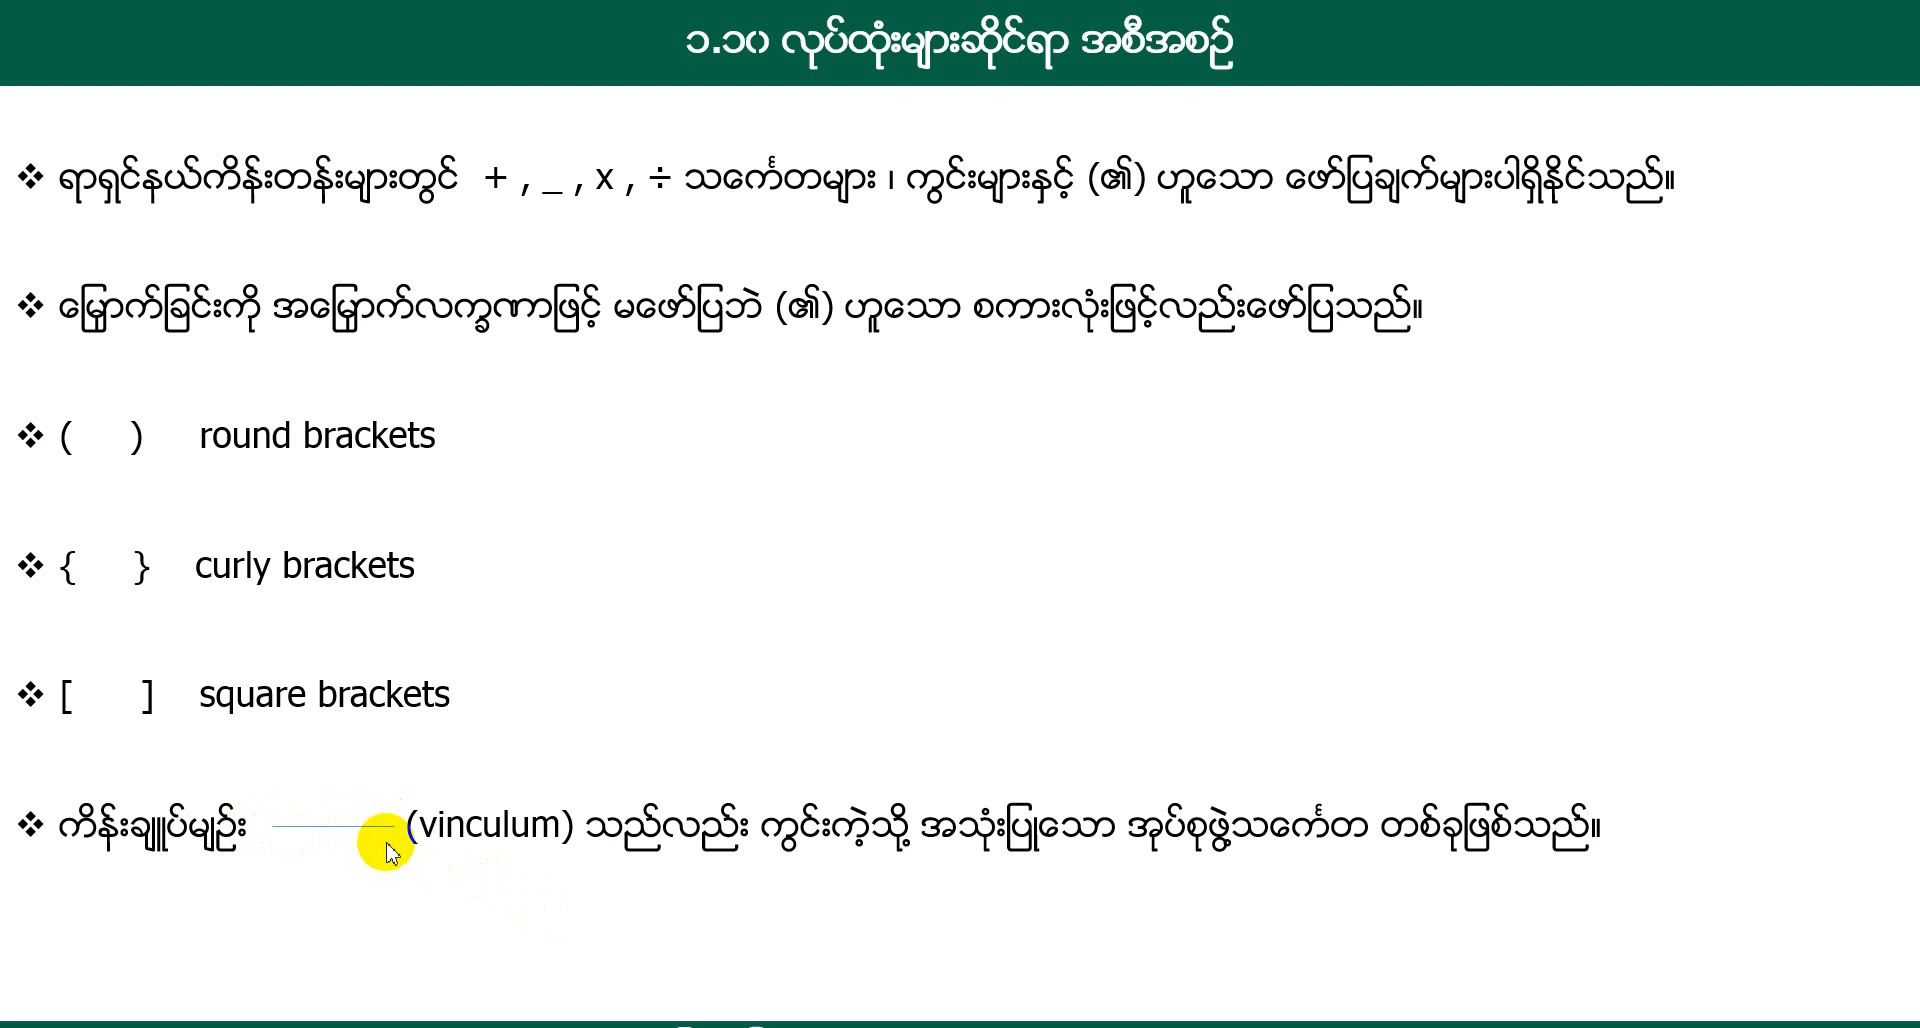 ၁.၁၀ လုပ်ထုံးများဆိုင်ရာ အစီအစဉ်
❖ ရာရှင်နယ်ကိန်းတန်းများတွင် + , _ , x , ÷ သင်္ကေတများ ၊ ကွင်းများနှင့် (၏) ဟူသော ဖော်ပြချက်များပါရှိနိုင်သည်။
❖ မြှောက်ခြင်းကို အမြှောက်လက္ခဏာဖြင့် မဖော်ပြဘဲ (၏) ဟူသော စကားလုံးဖြင့်လည်းဖော်ပြသည်။
❖ ( ) round brackets
❖ { } curly brackets
❖ [ ] square brackets
❖ ကိန်းချုပ်မျဉ်း ———— (vinculum) သည်လည်း ကွင်းကဲ့သို့ အသုံးပြုသော အုပ်စုဖွဲ့သင်္ကေတ တစ်ခုဖြစ်သည်။